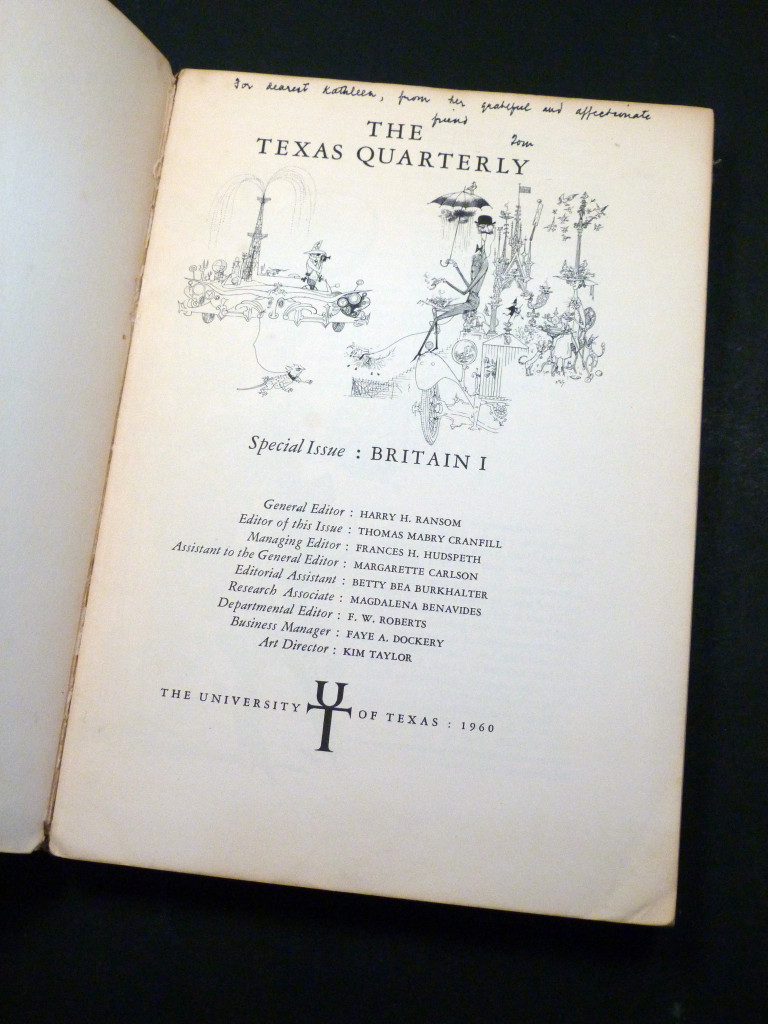 For dearest Kathleen, from her grateful and affectionate
friend
Tom
THE
TEXAS QUARTERLY
Special Issue : BRITAIN I
General Editor : HARRY H. RANSOM
Editor of this Issue : THOMAS MABRY CRANFILL
Managing Editor : FRANCES H. HUDSPETH
Assistant to the General Editor : MARGARETTE CARLSON
Editorial Assistant : BETTY BEA BURKHALTER
Research Associate : MAGDALENA BENAVIDES
Departmental Editor : F. W. ROBERTS
Business Manager : FAYE A. DOCKERY
Art Director : KIM TAYLOR
THE UNIVERSITY UT OF TEXAS : 1960